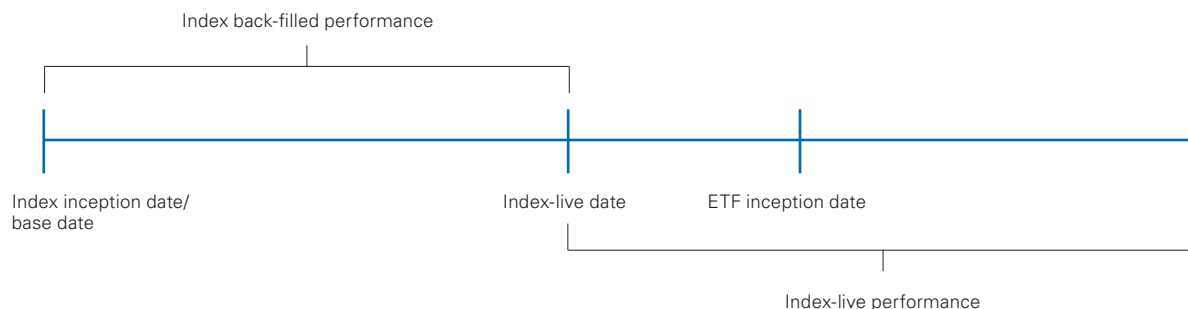 Index back-filled performance
Index inception date/
base date
Index-live date
ETF inception date
Index-live performance